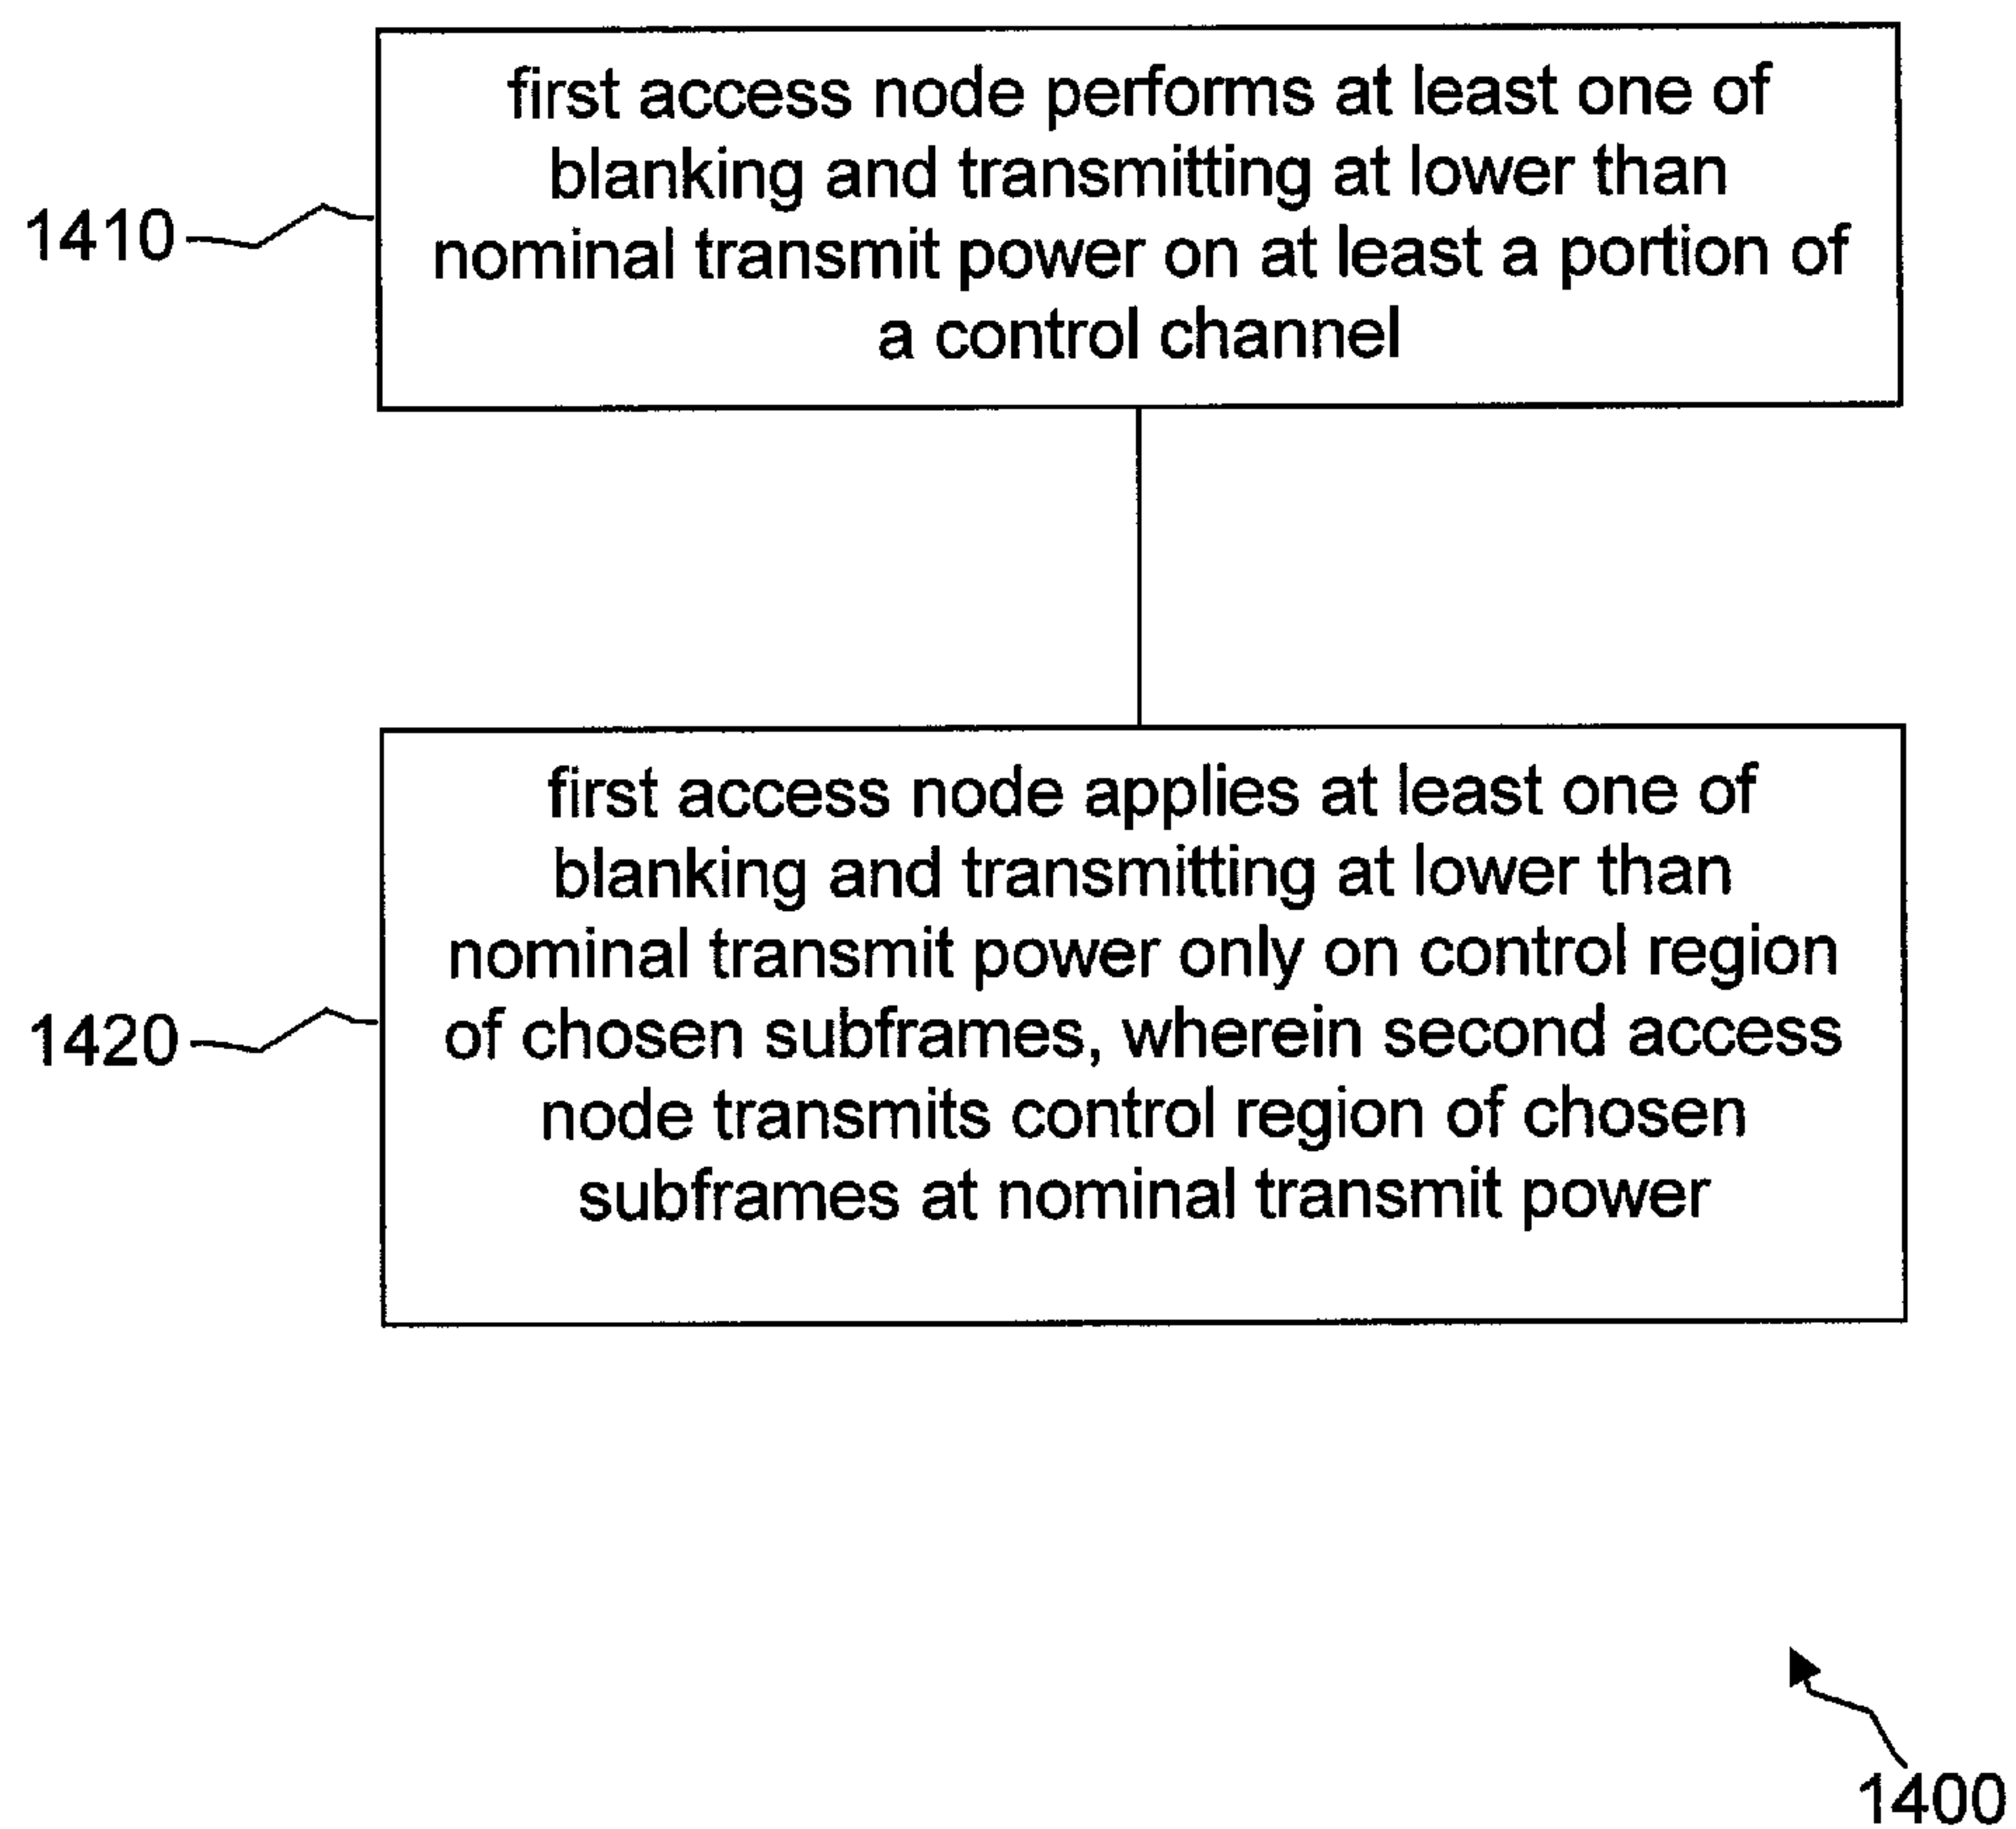 first access node performs at least one of
blanking and transmitting at lower than
nominal transmit power on at least a portion of
a control channel
1410
first access node applies at least one of
blanking and transmitting at lower than
nominal transmit power only on control region
of chosen subframes, wherein second access
node transmits control region of chosen
subframes at nominal transmit power
1420
1400